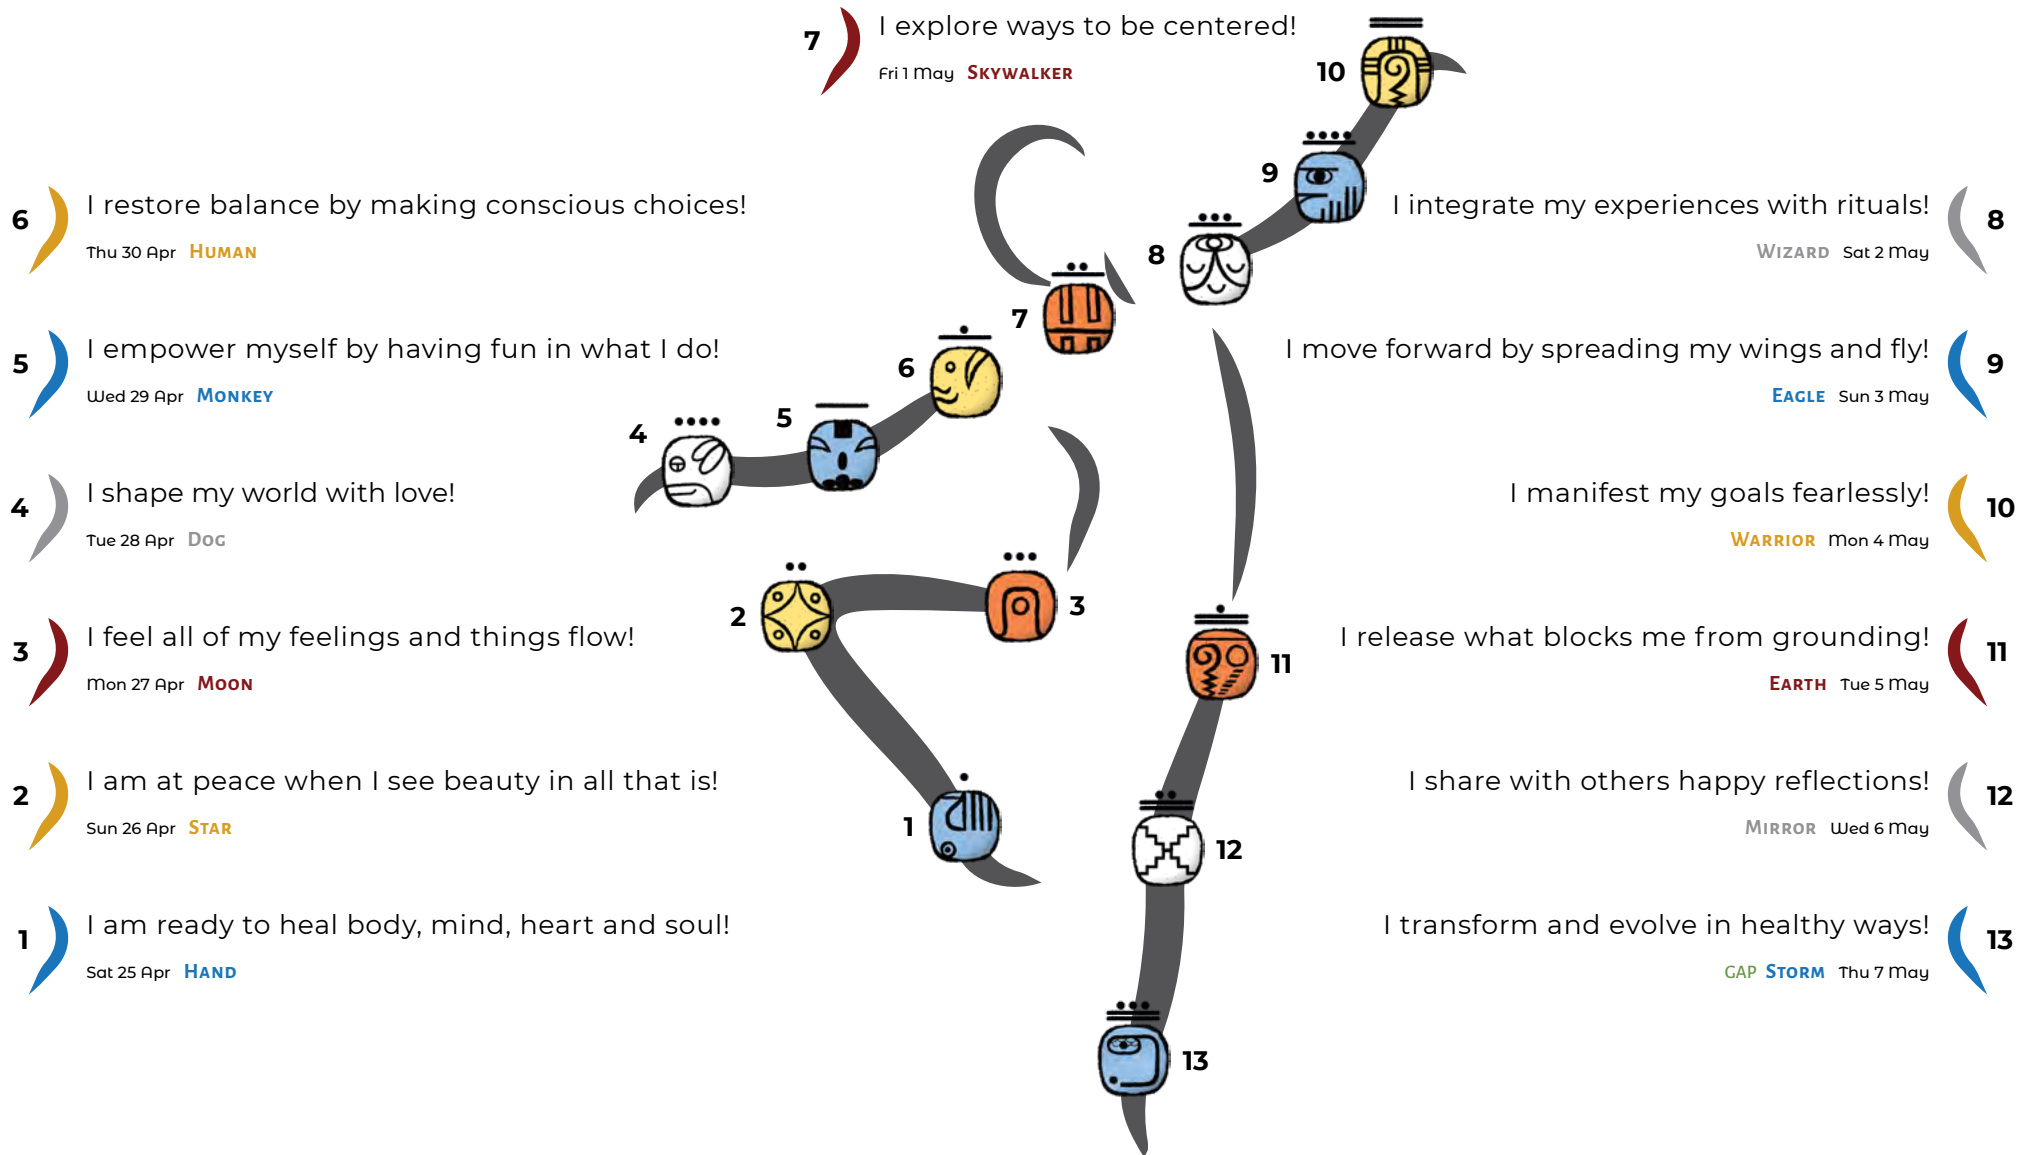 7
I explore ways to be centered!
Fri 1 May SKYWALKER
6
I restore balance by making conscious choices!
Thu 30 Apr HUMAN
5
I empower myself by having fun in what I do!
Wed 29 Apr MONKEY
4
I shape my world with love!
Tue 28 Apr DOG
3
I feel all of my feelings and things flow!
Mon 27 Apr MOON
2
I am at peace when I see beauty in all that is!
Sun 26 Apr STAR
1
I am ready to heal body, mind, heart and soul!
Sat 25 Apr HAND
10
9
8
7
6
5
4
3
2
1
11
12
13
I integrate my experiences with rituals!
8
WIZARD Sat 2 May
I move forward by spreading my wings and fly!
9
EAGLE Sun 3 May
I manifest my goals fearlessly!
10
WARRIOR Mon 4 May
I release what blocks me from grounding!
11
EARTH Tue 5 May
I share with others happy reflections!
12
MIRROR Wed 6 May
I transform and evolve in healthy ways!
13
GAP STORM Thu 7 May